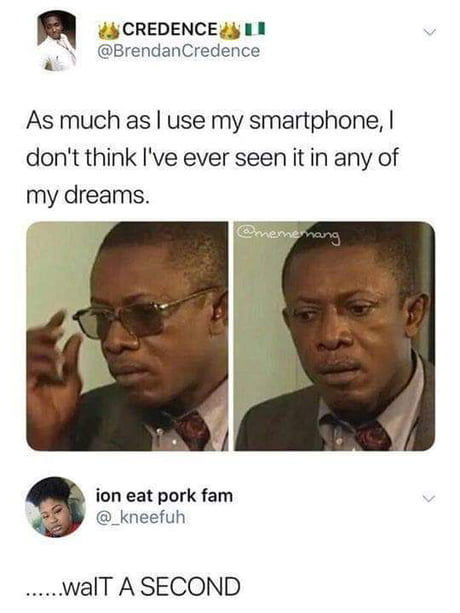 👑CREDENCE👑🇳🇬
@BrendanCredence
As much as I use my smartphone, I
don't think I've ever seen it in any of
my dreams.
@mememang
ion eat pork fam
@_kneefuh
......waIT A SECOND